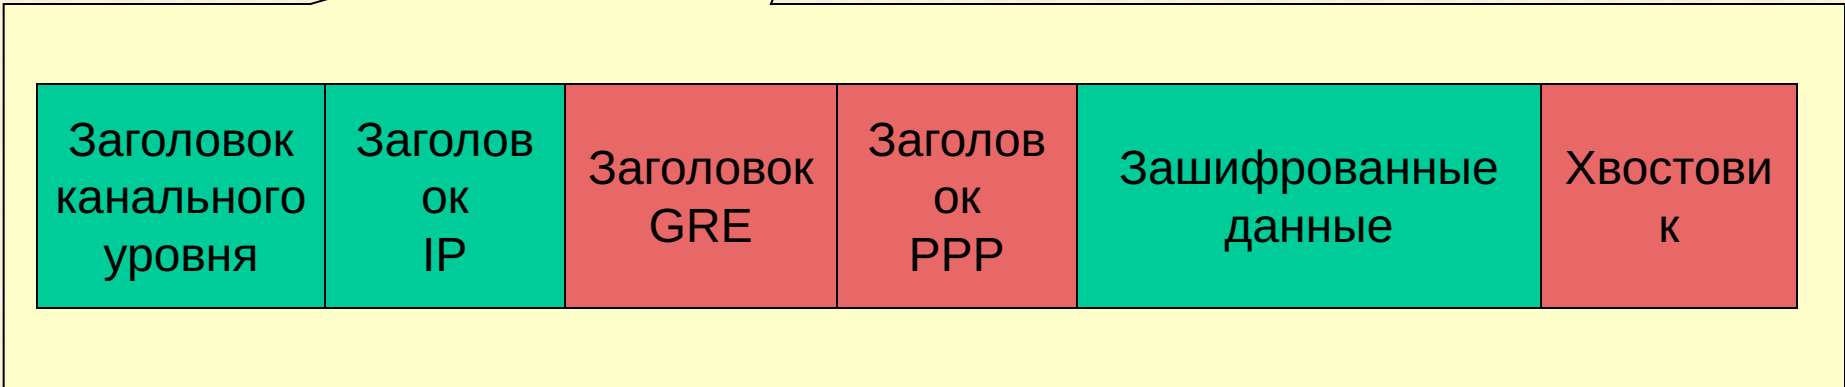 Заголовок
канального
уровня
Заголов
ок
IP
Заголовок
GRE
Заголов
ок
PPP
Зашифрованные
данные
Хвостови
к